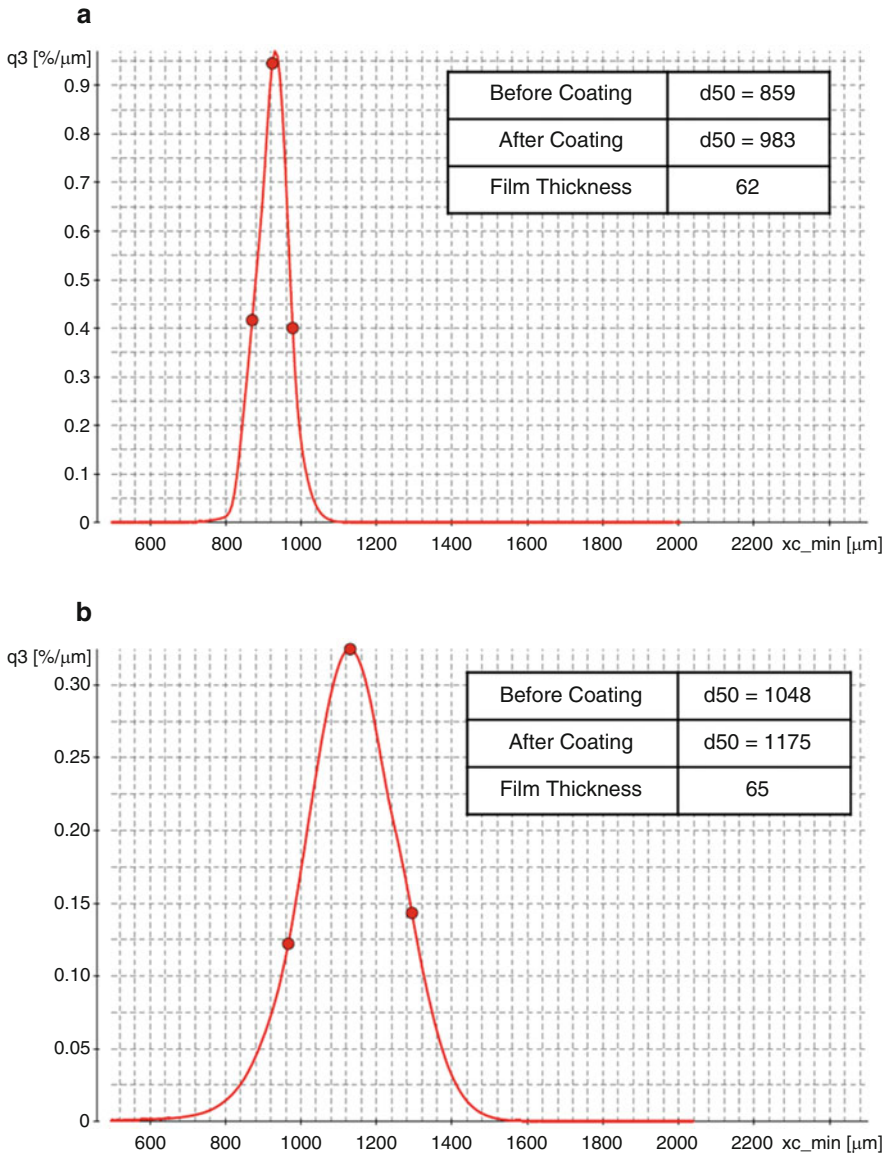 a
q3 [%/µm]
Before Coating d50 = 859
After Coating d50 = 983
Film Thickness 62
0.9
0.8
0.7
0.6
0.5
0.4
0.3
0.2
0.1
0
600 800 1000 1200 1400 1600 1800 2000 2200 xc_min [µm]
b
q3 [%/µm]
Before Coating d50 = 1048
After Coating d50 = 1175
Film Thickness 65
0.30
0.25
0.20
0.15
0.10
0.05
0
600 800 1000 1200 1400 1600 1800 2000 2200 xc_min [µm]